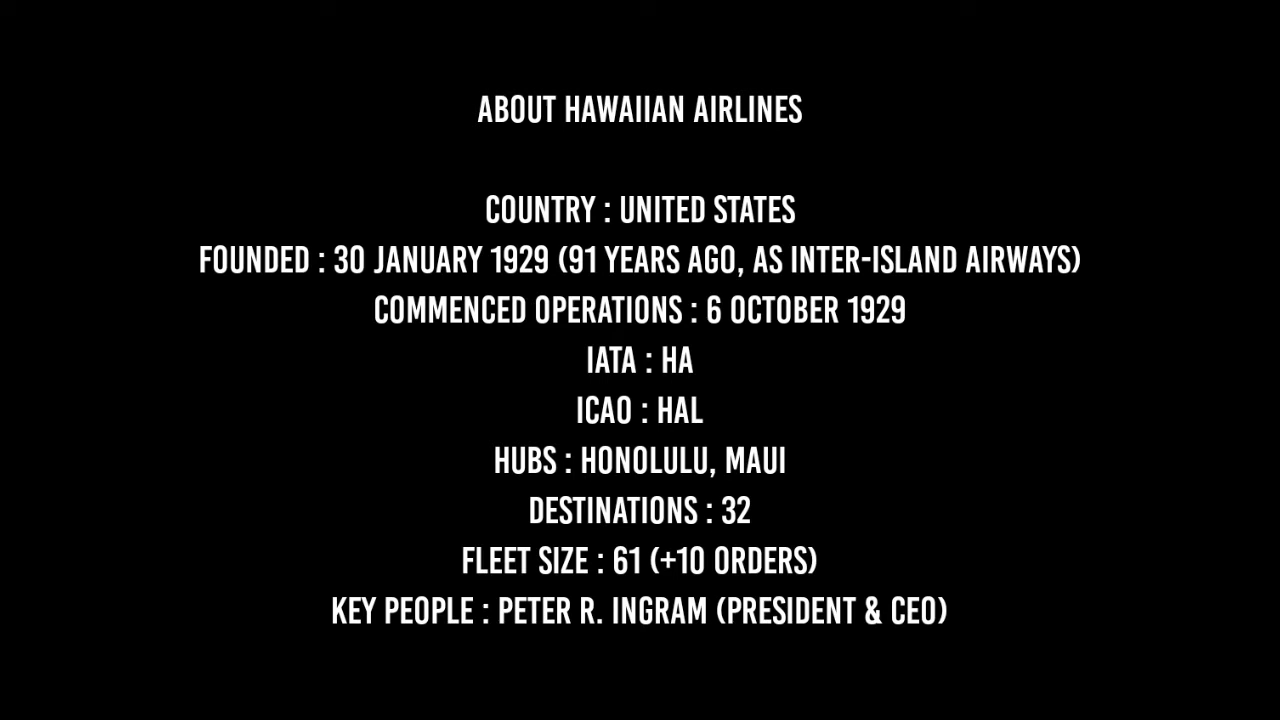 ABOUT HAWAIIAN AIRLINES
COUNTRY : UNITED STATES
FOUNDED : 30 JANUARY 1929 (91 YEARS AGO, AS INTER-ISLAND AIRWAYS)
COMMENCED OPERATIONS : 6 OCTOBER 1929
IATA : HA
ICAO : HAL
HUBS : HONOLULU, MAUI
DESTINATIONS : 32
FLEET SIZE : 61 (+10 ORDERS)
KEY PEOPLE : PETER R. INGRAM (PRESIDENT & CEO)